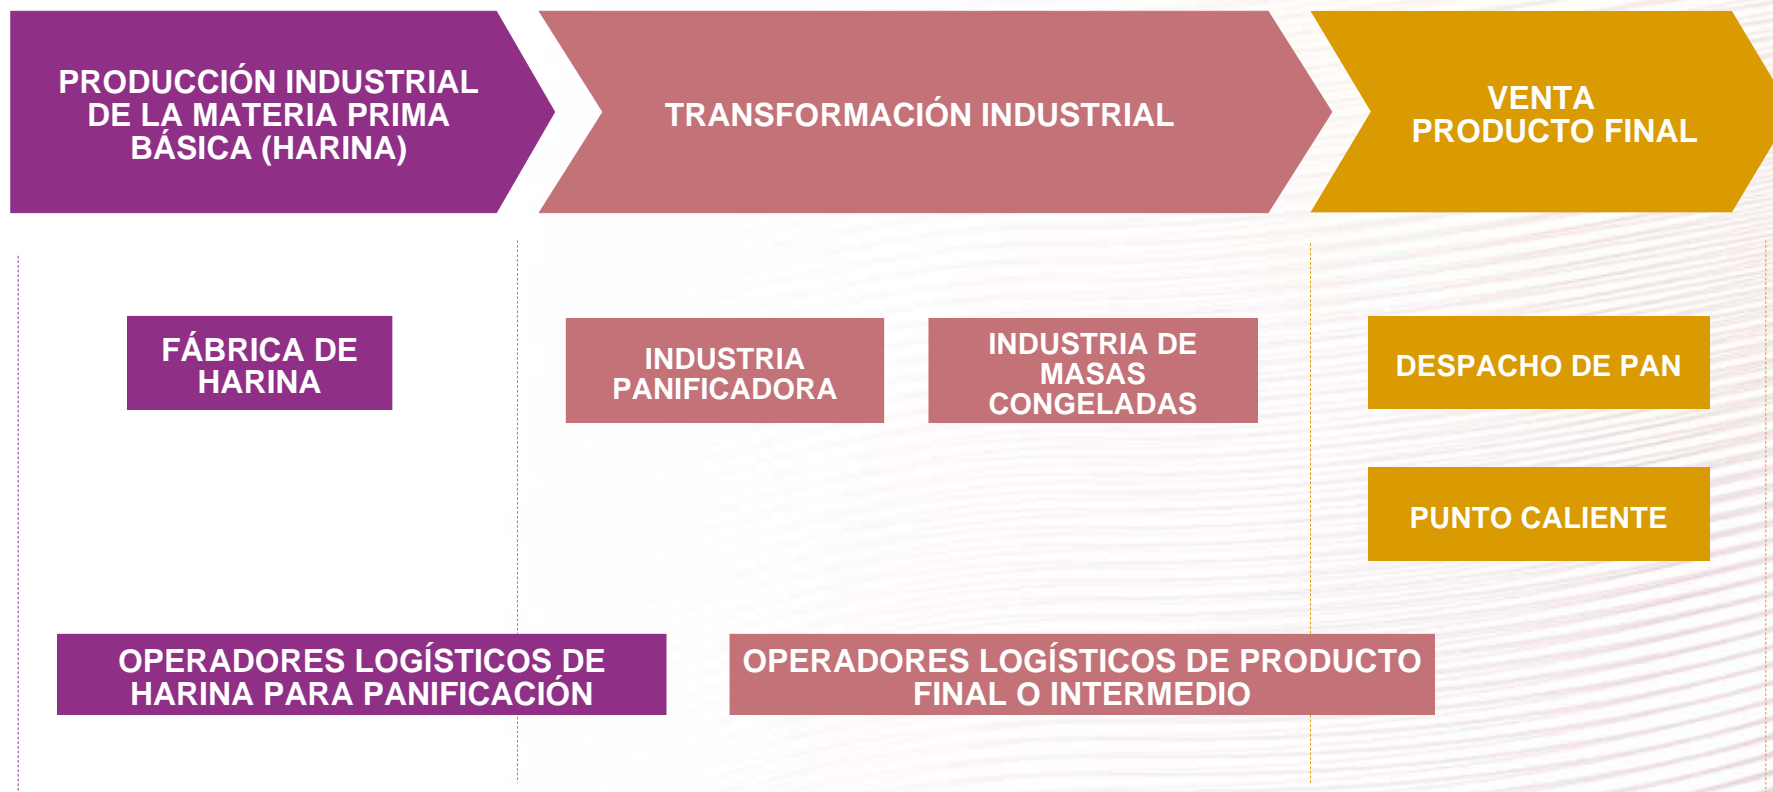 PRODUCCIÓN INDUSTRIAL
DE LA MATERIA PRIMA
BÁSICA (HARINA)
TRANSFORMACIÓN INDUSTRIAL
VENTA
PRODUCTO FINAL
FÁBRICA DE
HARINA
INDUSTRIA
PANIFICADORA
INDUSTRIA DE
MASAS
CONGELADAS
DESPACHO DE PAN
PUNTO CALIENTE
OPERADORES LOGÍSTICOS DE
HARINA PARA PANIFICACIÓN
OPERADORES LOGÍSTICOS DE PRODUCTO
FINAL O INTERMEDIO